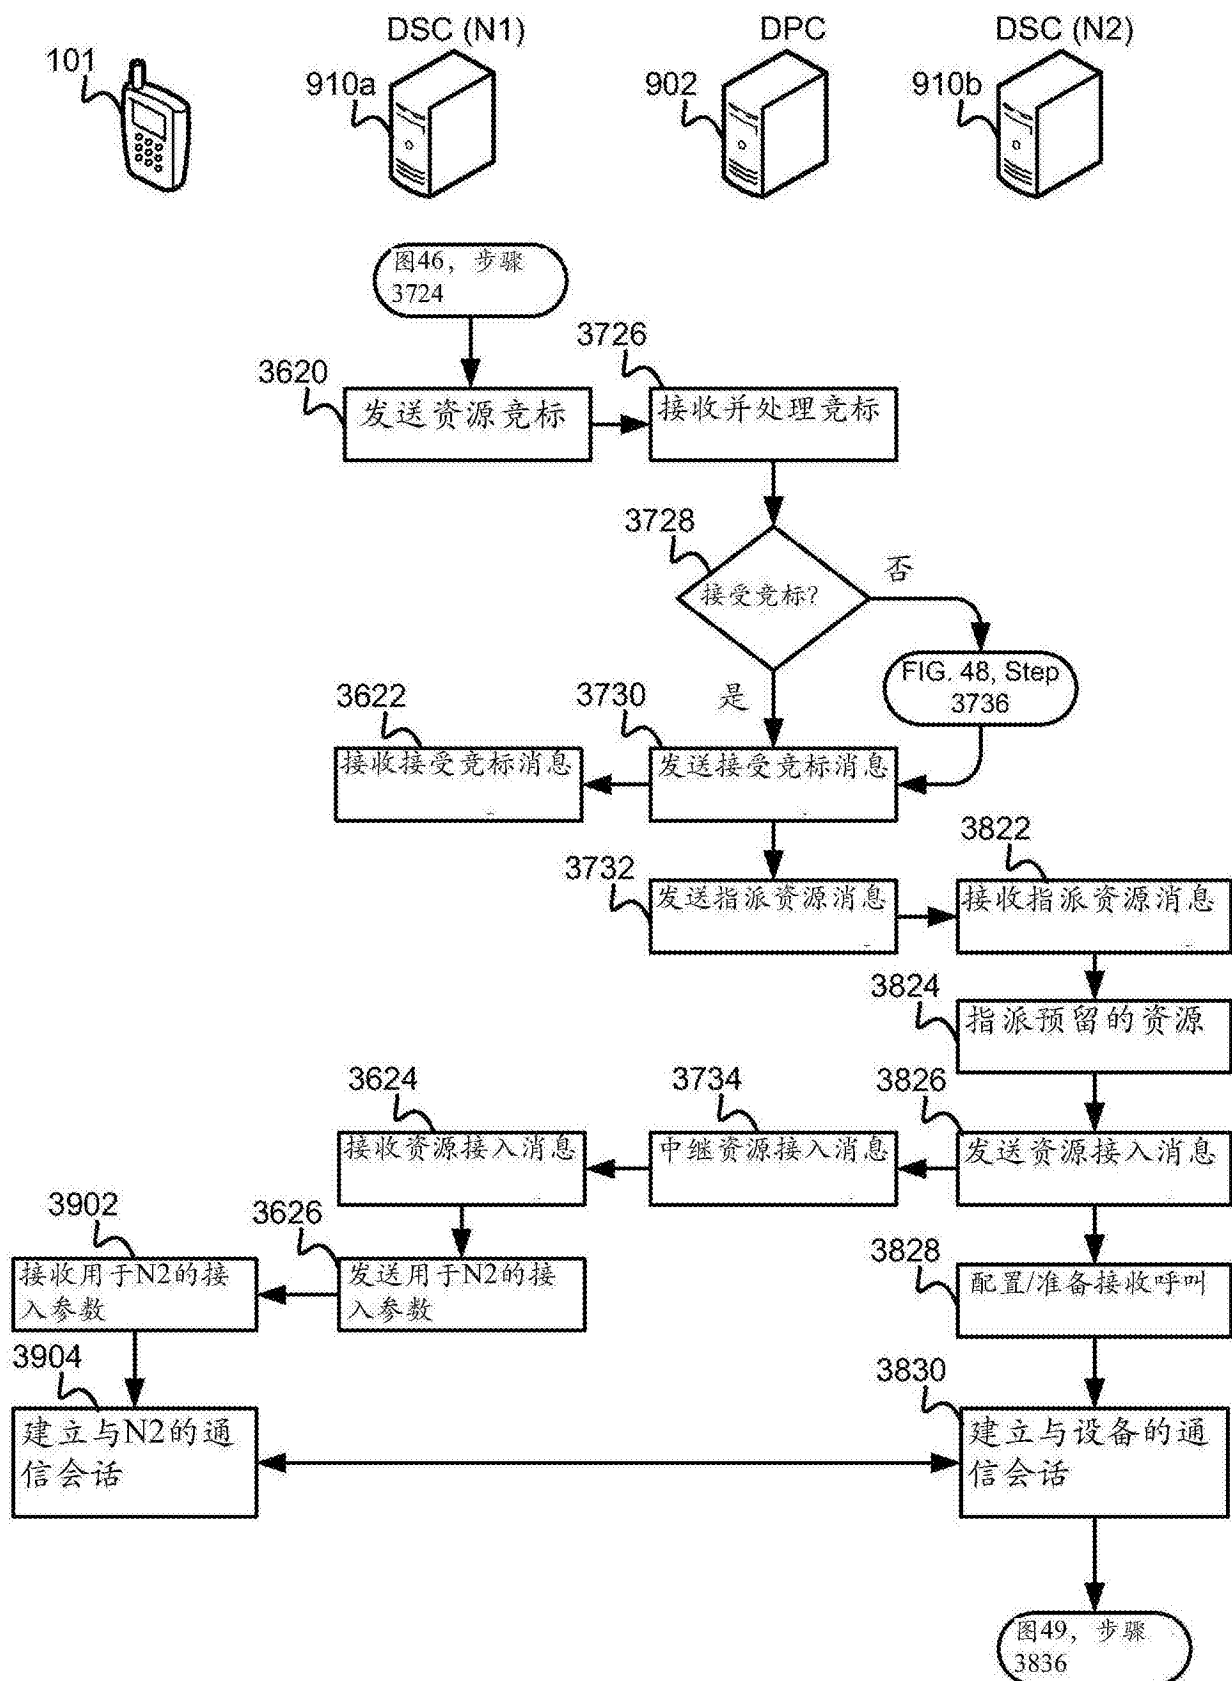 DSC (N1)
DPC
DSC (N2)
101
910a
902
910b
图46，步骤
3724
3726
3620
发送资源竞标
接收并处理竞标
3728
否
接受竞标?
FIG. 48, Step
3736
是
3622
3730
接收接受竞标消息
发送接受竞标消息
3822
3732
发送指派资源消息
接收指派资源消息
3824
指派预留的资源
3624
3734
3826
接收资源接入消息
中继资源接入消息
发送资源接入消息
3902
3626
3828
接收用于N2的接
入参数
发送用于N2的接
入参数
配置/准备接收呼叫
3904
3830
建立与N2的通
信会话
建立与设备的通
信会话
图49，步骤
3836